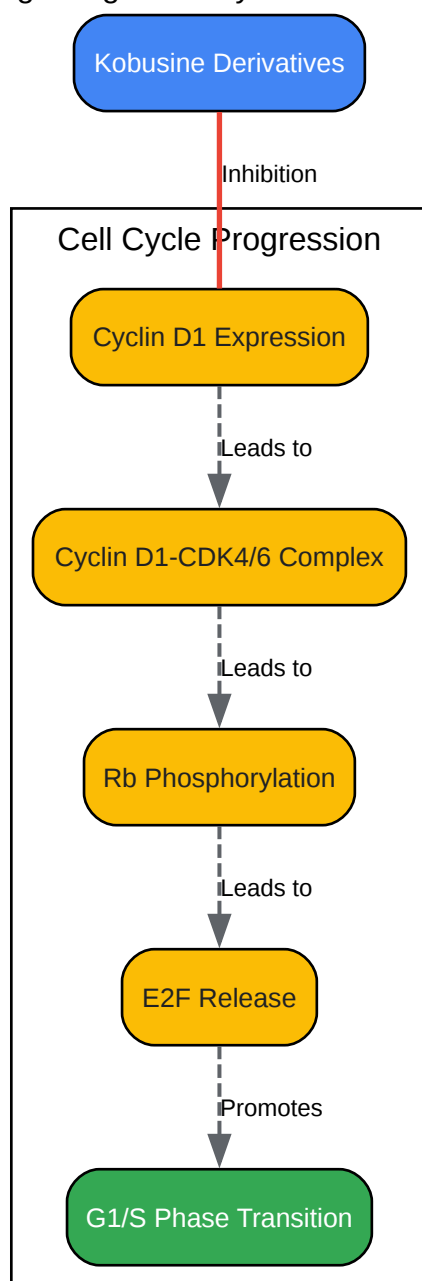 Kobusine Derivatives
Inhibition
Cell Cycle Progression
Cyclin D1 Expression
Leads to
Cyclin D1-CDK4/6 Complex
Leads to
Rb Phosphorylation
Leads to
E2F Release
Promotes
G1/S Phase Transition